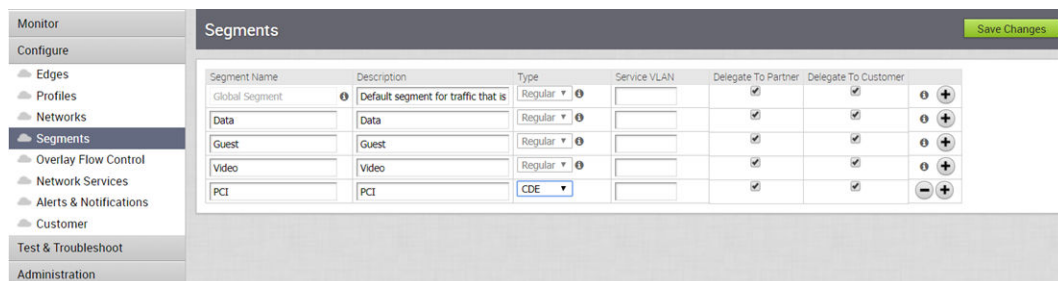 Monitor
Configure
Edges
Profiles
Networks
Segments
Overlay Flow Control
Network Services
Alerts & Notifications
Customer
Test & Troubleshoot
Administration
Segments
Save Changes
Segment Name Description Type Service VLAN Delegate To Partner Delegate To Customer
Global Segment Default segment for traffic that is Regular
Data Data Regular
Guest Guest Regular
Video Video Regular
PCI PCI CDE